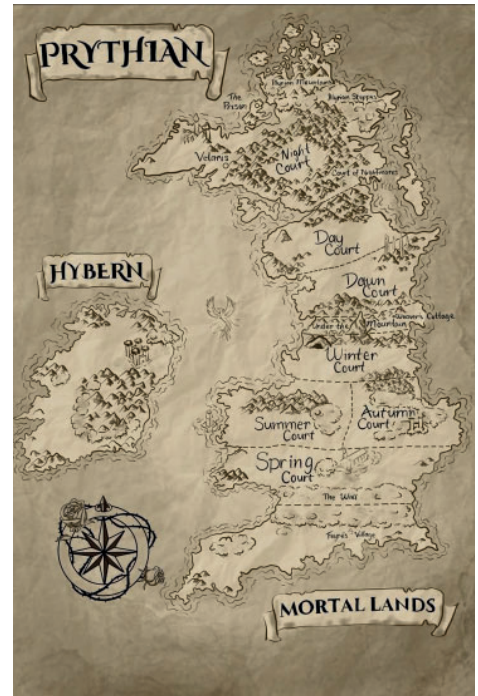 PRYTHIAN
Illyrian Mountains
Illyrian Steppes
The
Prison
Velaris
Night
Court
Court of Nightmares
Day
Court
Dawn
Court
Weaver's Cottage
Under the Mountain
Winter
Court
HYBERN
Summer
Court
Autumn
Court
Spring
Court
The Wall
Feyre's Village
MORTAL LANDS